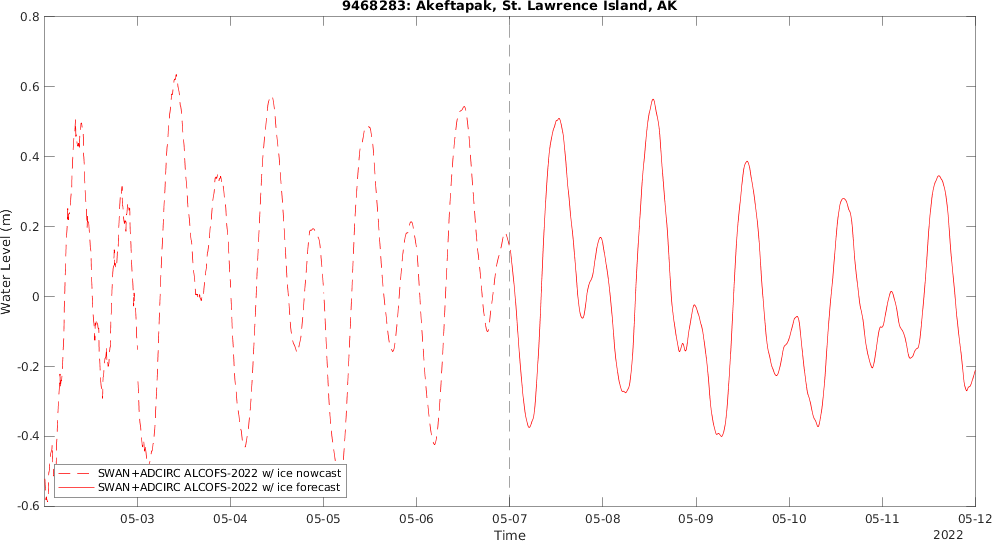 9468283: Akeftapak, St. Lawrence Island, AK
0.8
0.6
0.4
0.2
0
-0.2
-0.4
-0.6
Water Level (m)
SWAN+ADCIRC ALCOFS-2022 w/ ice nowcast
SWAN+ADCIRC ALCOFS-2022 w/ ice forecast
05-03 05-04 05-05 05-06 05-07 05-08 05-09 05-10 05-11 05-12
Time
2022